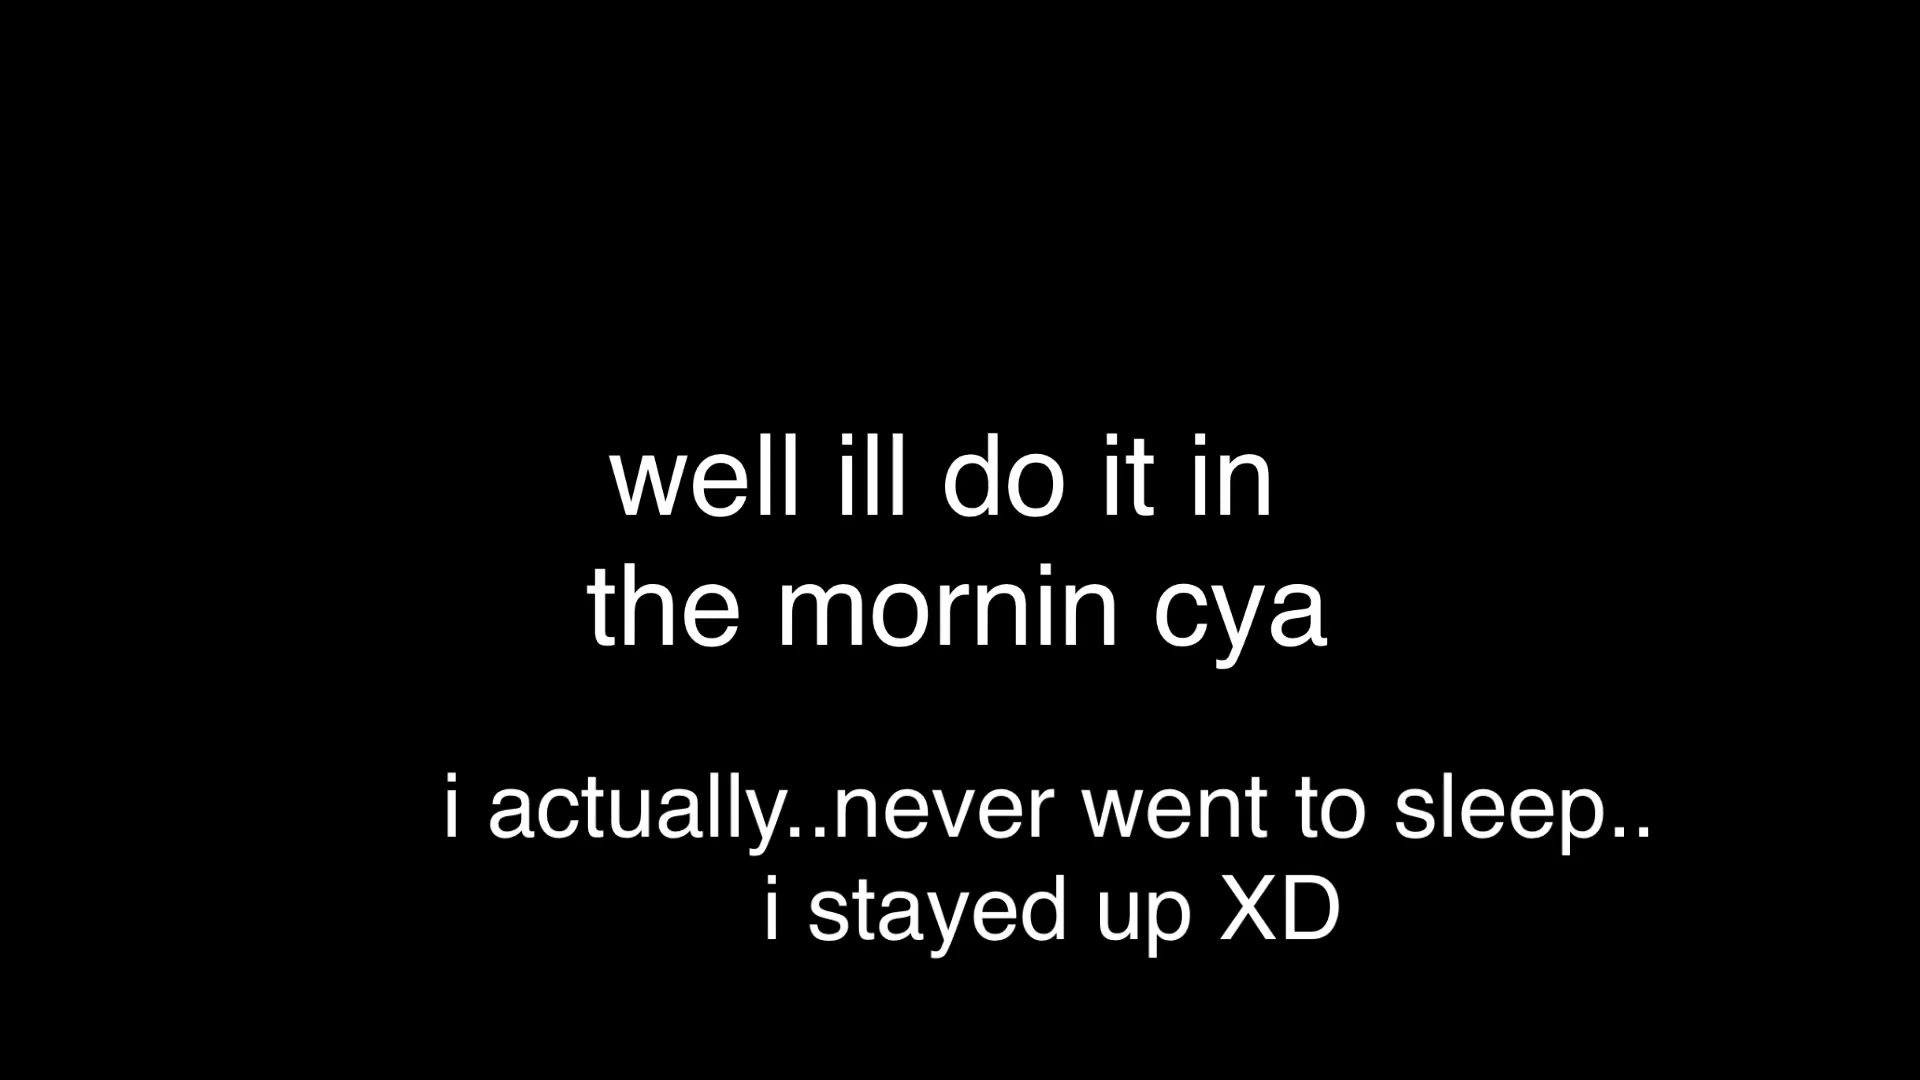 well ill do it in
the mornin cya
i actually..never went to sleep..
i stayed up XD